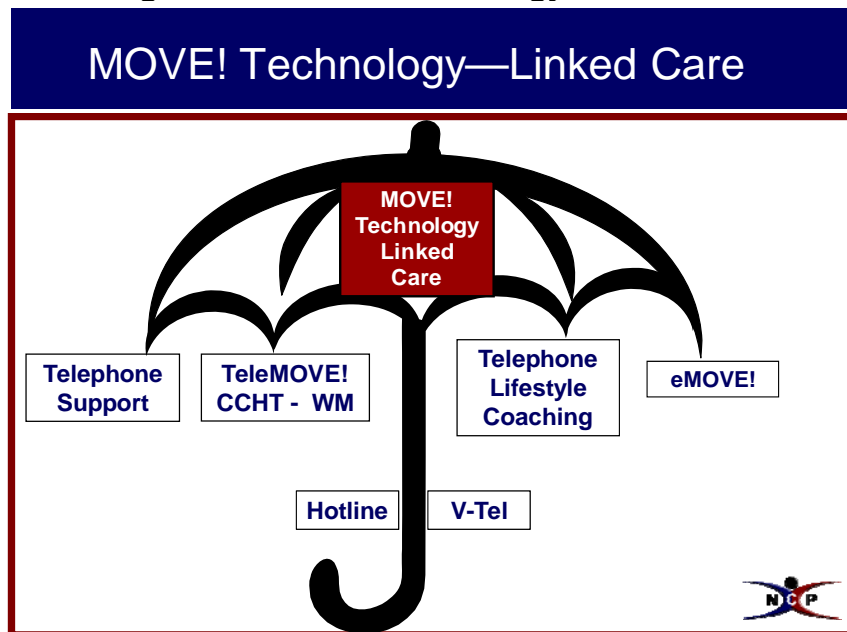 MOVE! Technology—Linked Care
MOVE!
Technology
Linked
Care
Telephone
Support
TeleMOVE!
CCHT - WM
Telephone
Lifestyle
Coaching
eMOVE!
Hotline
V-Tel
NCP